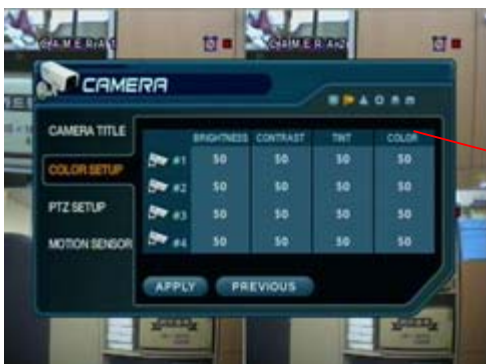 CAMERA1 CAMERA2
CAMERA
CAMERA TITLE
COLOR SETUP
PTZ SETUP
MOTION SENSOR
BRIGHTNESS CONTRAST TINT COLOR
#1 50 50 50 50
#2 50 50 50 50
#3 50 50 50 50
#4 50 50 50 50
APPLY PREVIOUS